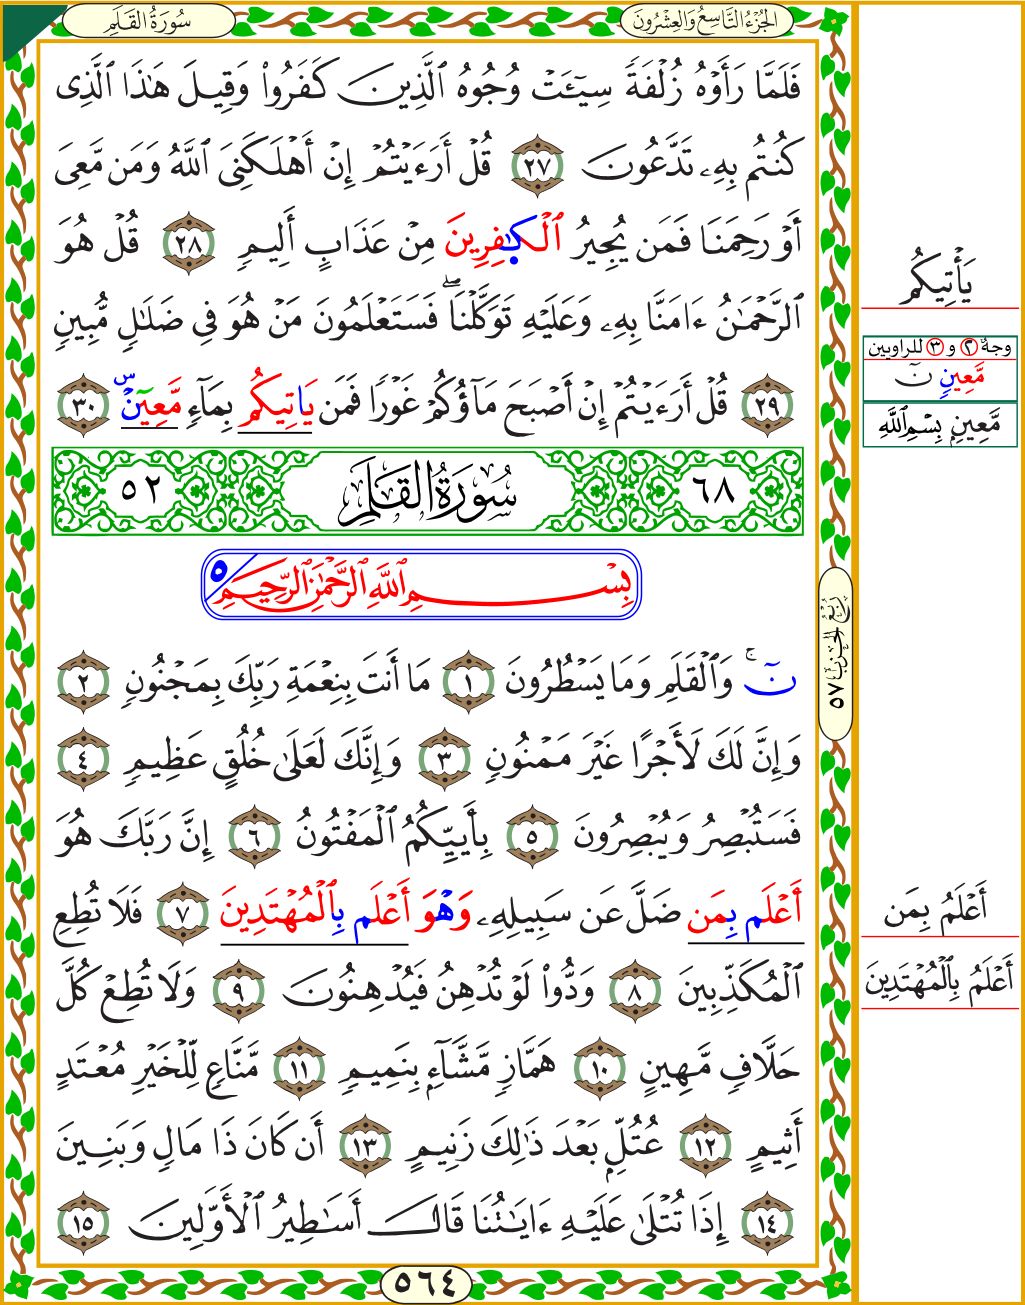 الجُزْءُ التَّاسِعُ وَالعِشْرُونَ
سُورَةُ القَلَمِ
فَلَمَّا رَأَوْهُ زُلْفَةً سِيٓـَٔتْ وُجُوهُ ٱلَّذِينَ كَفَرُواْ وَقِيلَ هَٰذَا ٱلَّذِى
كُنتُم بِهِۦ تَدَّعُونَ ٢٧ قُلْ أَرَءَيْتُمْ إِنْ أَهْلَكَنِىَ ٱللَّهُ وَمَن مَّعِىَ
أَوْ رَحِمَنَا فَمَن يُجِيرُ ٱلْكَٰفِرِينَ مِنْ عَذَابٍ أَلِيمٍ ٢٨ قُلْ هُوَ
ٱلرَّحْمَٰنُ ءَامَنَّا بِهِۦ وَعَلَيْهِ تَوَكَّلْنَاۖ فَسَتَعْلَمُونَ مَنْ هُوَ فِى ضَلَٰلٍ مُّبِينٍ
٢٩ قُلْ أَرَءَيْتُمْ إِنْ أَصْبَحَ مَآؤُكُمْ غَوْرًا فَمَن يَاتِيكُم بِمَآءٍ مَّعِينٍ ٣٠
٦٨ سُورَةُ القَلَمِ ٥٢
بِسْمِ ٱللَّهِ ٱلرَّحْمَٰنِ ٱلرَّحِيمِ ٥
نٓۚ وَٱلْقَلَمِ وَمَا يَسْطُرُونَ ١ مَا أَنتَ بِنِعْمَةِ رَبِّكَ بِمَجْنُونٍ ٢
وَإِنَّ لَكَ لَأَجْرًا غَيْرَ مَمْنُونٍ ٣ وَإِنَّكَ لَعَلَىٰ خُلُقٍ عَظِيمٍ ٤
فَسَتُبْصِرُ وَيُبْصِرُونَ ٥ بِأَييِّكُمُ ٱلْمَفْتُونُ ٦ إِنَّ رَبَّكَ هُوَ
أَعْلَم بِمَن ضَلَّ عَن سَبِيلِهِۦ وَهْوَ أَعْلَم بِٱلْمُهْتَدِينَ ٧ فَلَا تُطِعِ
ٱلْمُكَذِّبِينَ ٨ وَدُّواْ لَوْ تُدْهِنُ فَيُدْهِنُونَ ٩ وَلَا تُطِعْ كُلَّ
حَلَّافٍ مَّهِينٍ ١٠ هَمَّازٍ مَّشَّآءٍ بِنَمِيمٍ ١١ مَّنَّاعٍ لِّلْخَيْرِ مُعْتَدٍ
أَثِيمٍ ١٢ عُتُلٍّ بَعْدَ ذَٰلِكَ زَنِيمٍ ١٣ أَن كَانَ ذَا مَالٍ وَبَنِينَ
١٤ إِذَا تُتْلَىٰ عَلَيْهِ ءَايَٰتُنَا قَالَ أَسَٰطِيرُ ٱلْأَوَّلِينَ ١٥
٥٦٤
يَأْتِيكُم
وجهُ ٢ و ٣ للراويين
مَّعِينٍ نٓ
مَّعِينٍ بِسْمِ ٱللَّهِ
رُبْعُ الحِزْبِ ٥٧
أَعْلَمُ بِمَن
أَعْلَمُ بِٱلْمُهْتَدِينَ